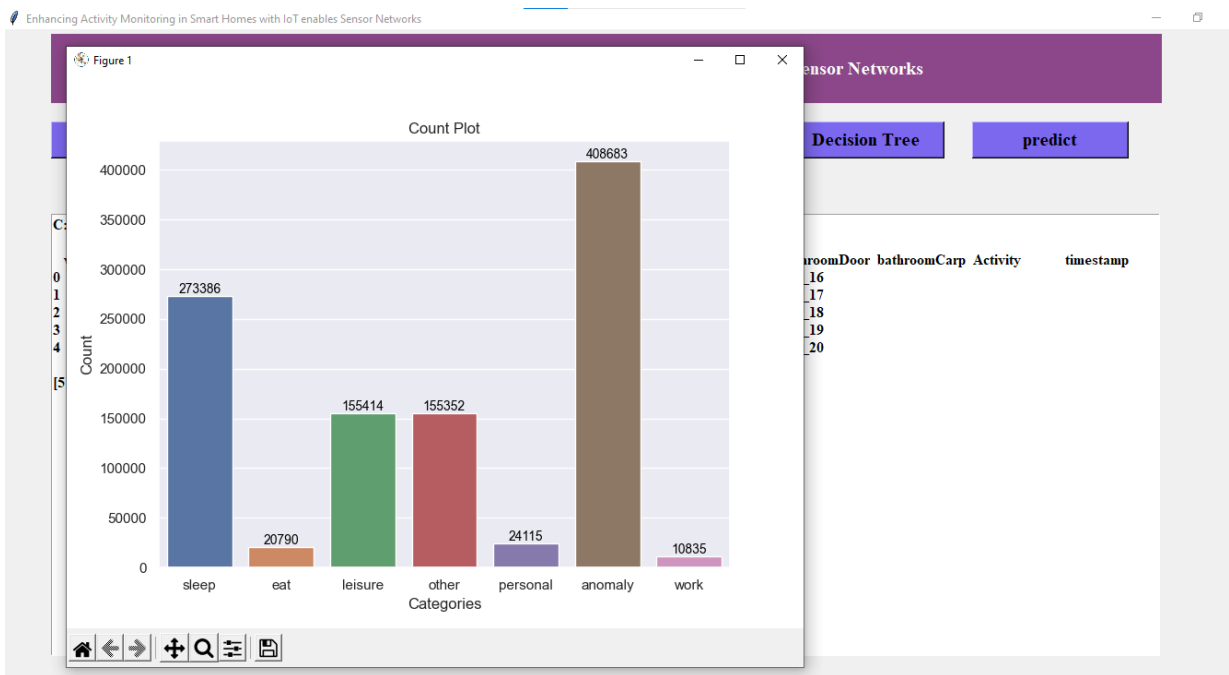 Enhancing Activity Monitoring in Smart Homes with IoT enables Sensor Networks
Figure 1
Sensor Networks
Decision Tree
predict
Count Plot
408683
400000
350000
300000
273386
250000
200000
155414
155352
150000
100000
50000
20790
24115
10835
0
Count
sleep eat leisure other personal anomaly work
Categories
C:
roomDoor bathroomCarp Activity timestamp
0 _16
1 _17
2 _18
3 _19
4 _20
[5